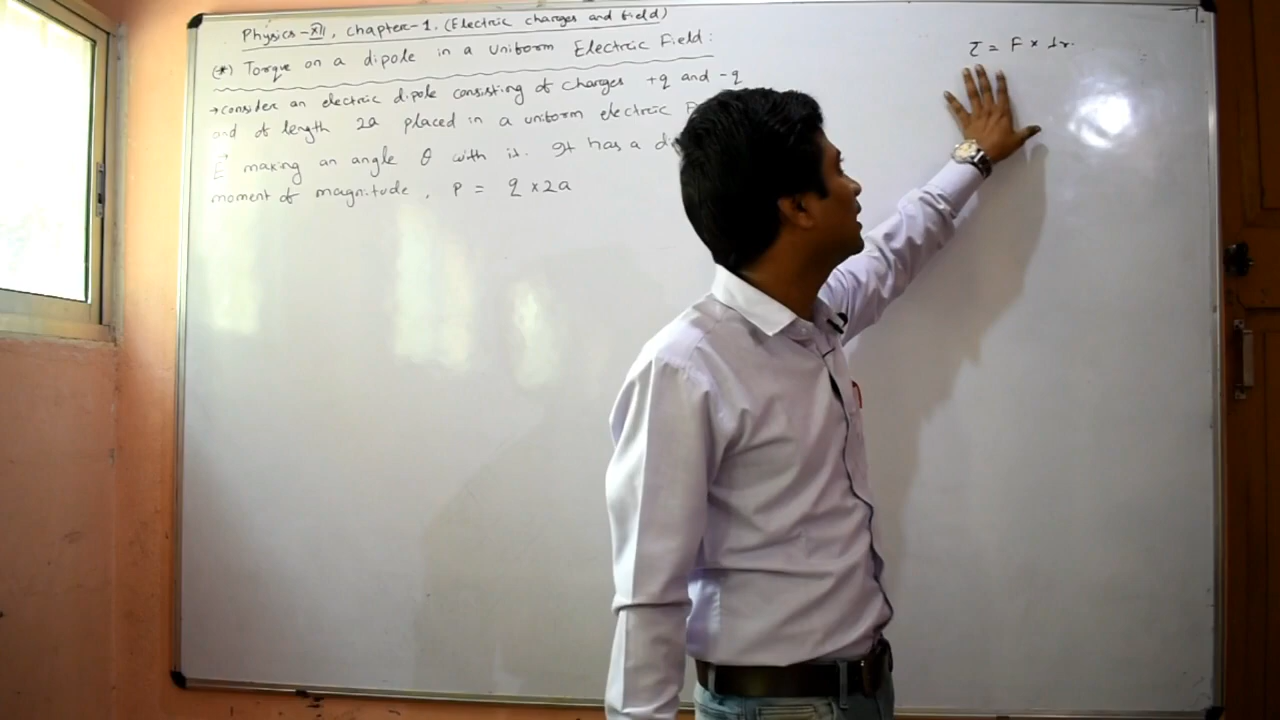 Physics-XII, chapter-1. (Electric charges and field)
(*) Torque on a dipole in a uniform Electric Field:
→consider an electric dipole consisting of charges +q and -q
and of length 2a placed in a uniform electric
E⃗ making an angle θ with it. It has a
moment of magnitude, P = q × 2a
τ = F × ⊥r.